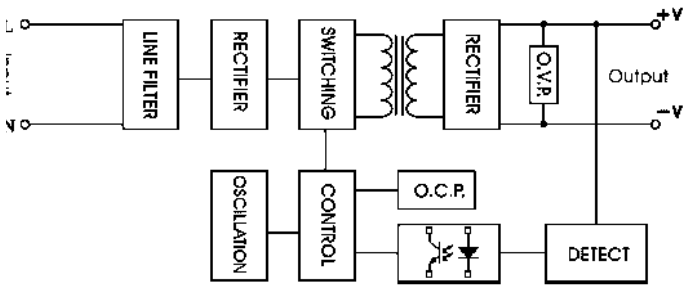 LINE FILTER
RECTIFIER
SWITCHING
RECTIFIER
O.V.P.
+V
Output
−V
N
OSCILLATION
CONTROL
O.C.P.
DETECT